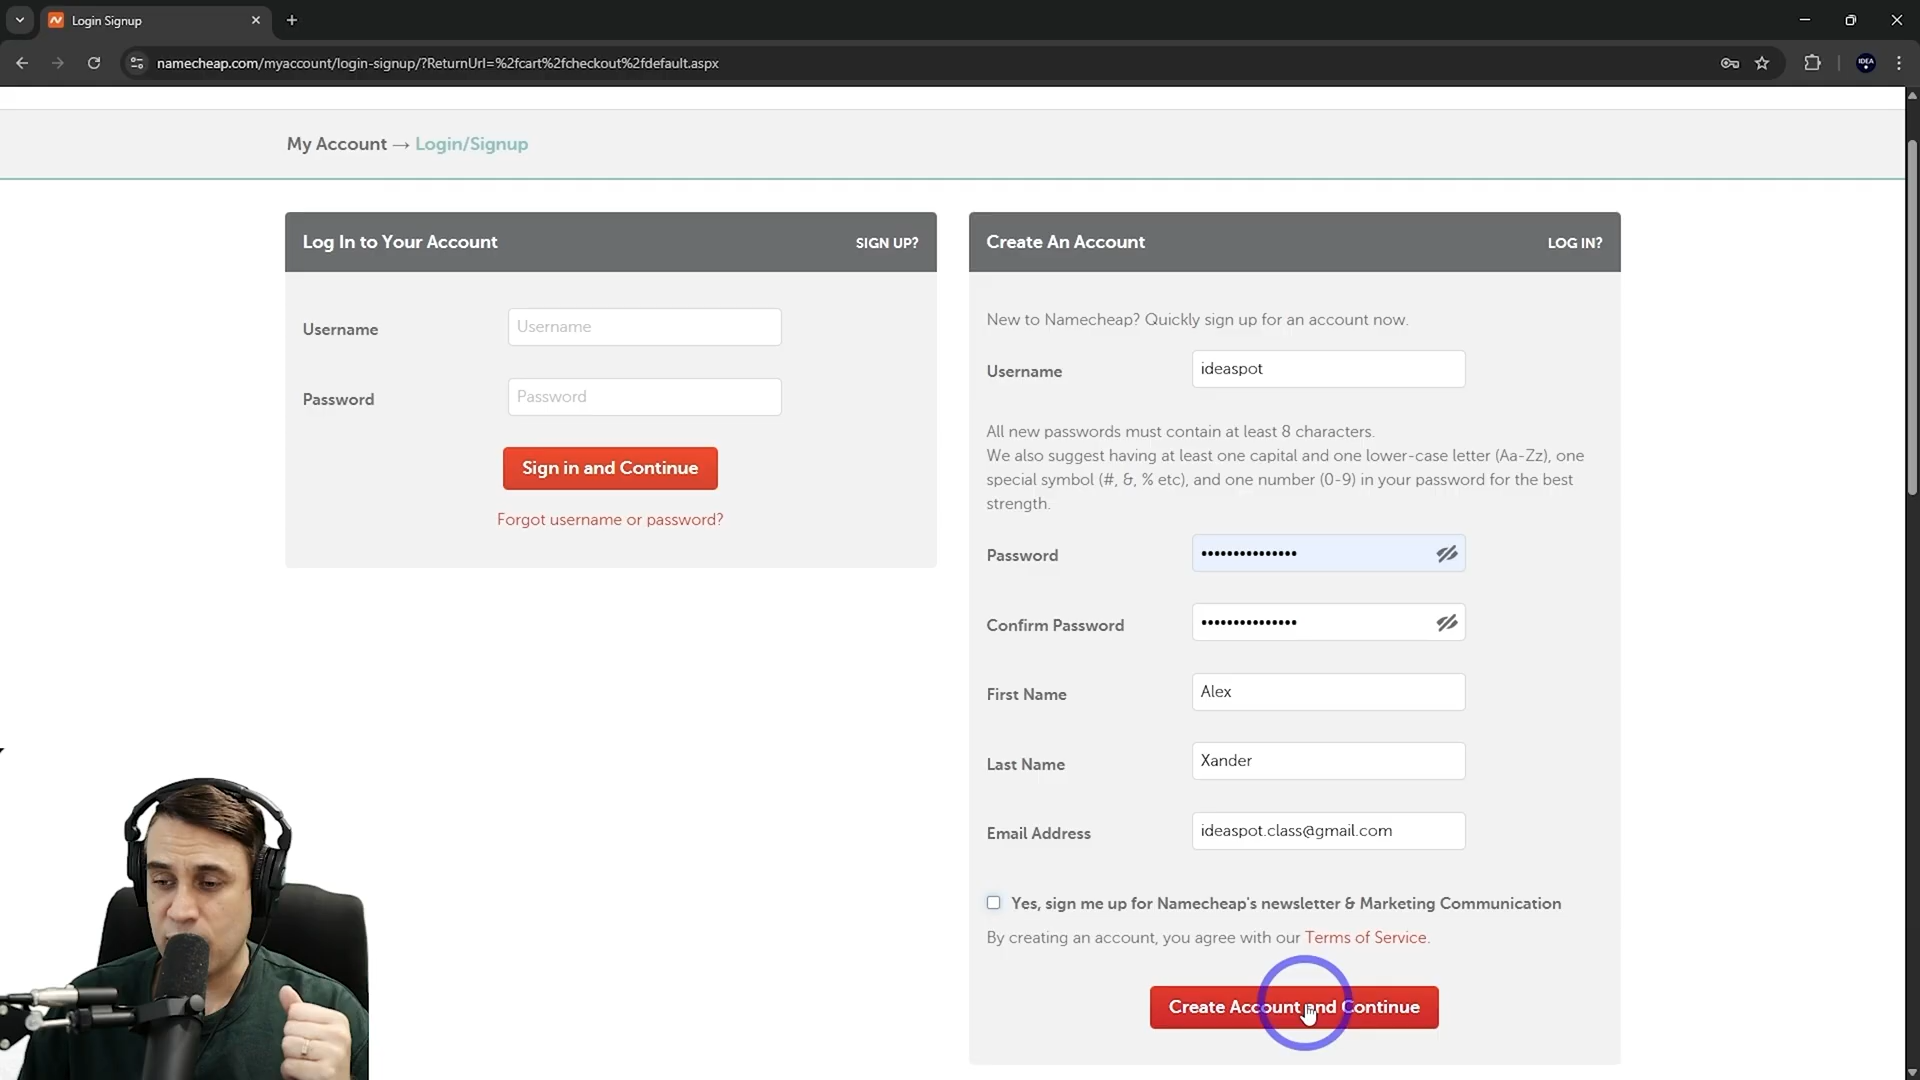 Login Signup
namecheap.com/myaccount/login-signup/?ReturnUrl=%2fcart%2fcheckout%2fdefault.aspx
IDEA
My Account → Login/Signup
Log In to Your Account
SIGN UP?
Username
Username
Password
Password
Sign in and Continue
Forgot username or password?
Create An Account
LOG IN?
New to Namecheap? Quickly sign up for an account now.
Username
ideaspot
All new passwords must contain at least 8 characters.
We also suggest having at least one capital and one lower-case letter (Aa-Zz), one
special symbol (#, &, % etc), and one number (0-9) in your password for the best
strength.
Password
•••••••••••••••
Confirm Password
•••••••••••••••
First Name
Alex
Last Name
Xander
Email Address
ideaspot.class@gmail.com
Yes, sign me up for Namecheap's newsletter & Marketing Communication
By creating an account, you agree with our Terms of Service.
Create Account and Continue